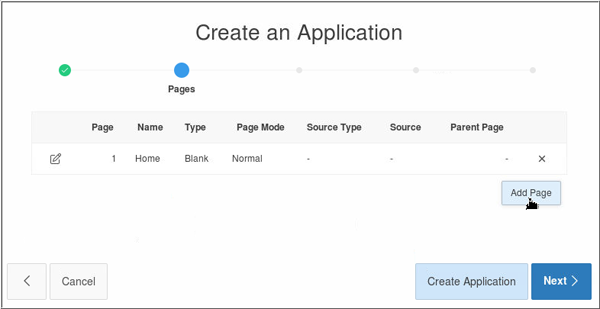 Create an Application
Pages
Page Name Type Page Mode Source Type Source Parent Page
1 Home Blank Normal - - -
Add Page
Cancel Create Application Next